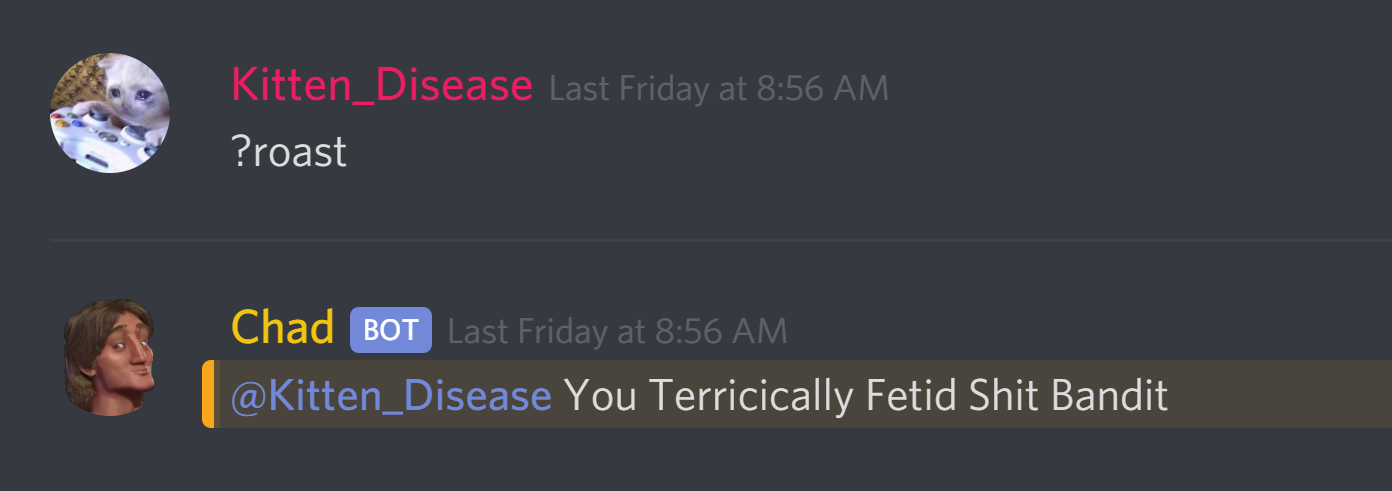 Kitten_Disease Last Friday at 8:56 AM
?roast
Chad BOT Last Friday at 8:56 AM
@Kitten_Disease You Terricically Fetid Shit Bandit